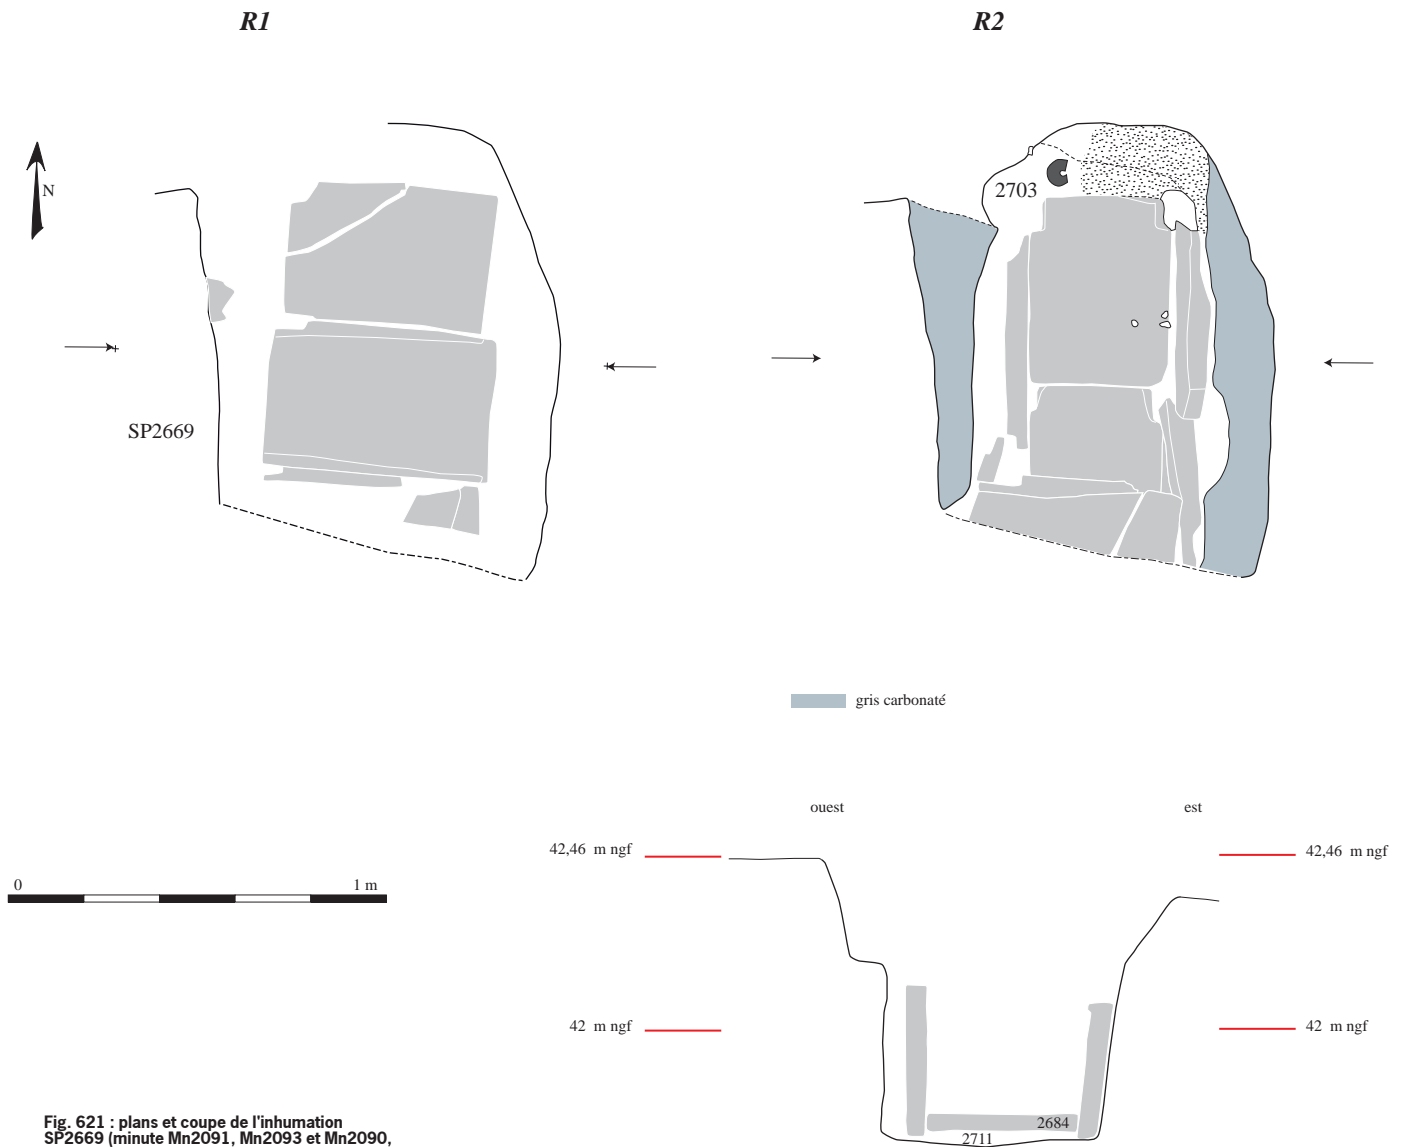 R1
R2
N
2703
SP2669
gris carbonaté
ouest
est
42,46 m ngf
42,46 m ngf
0
1 m
42 m ngf
42 m ngf
2684
2711
Fig. 621 : plans et coupe de l'inhumation
SP2669 (minute Mn2091, Mn2093 et Mn2090,